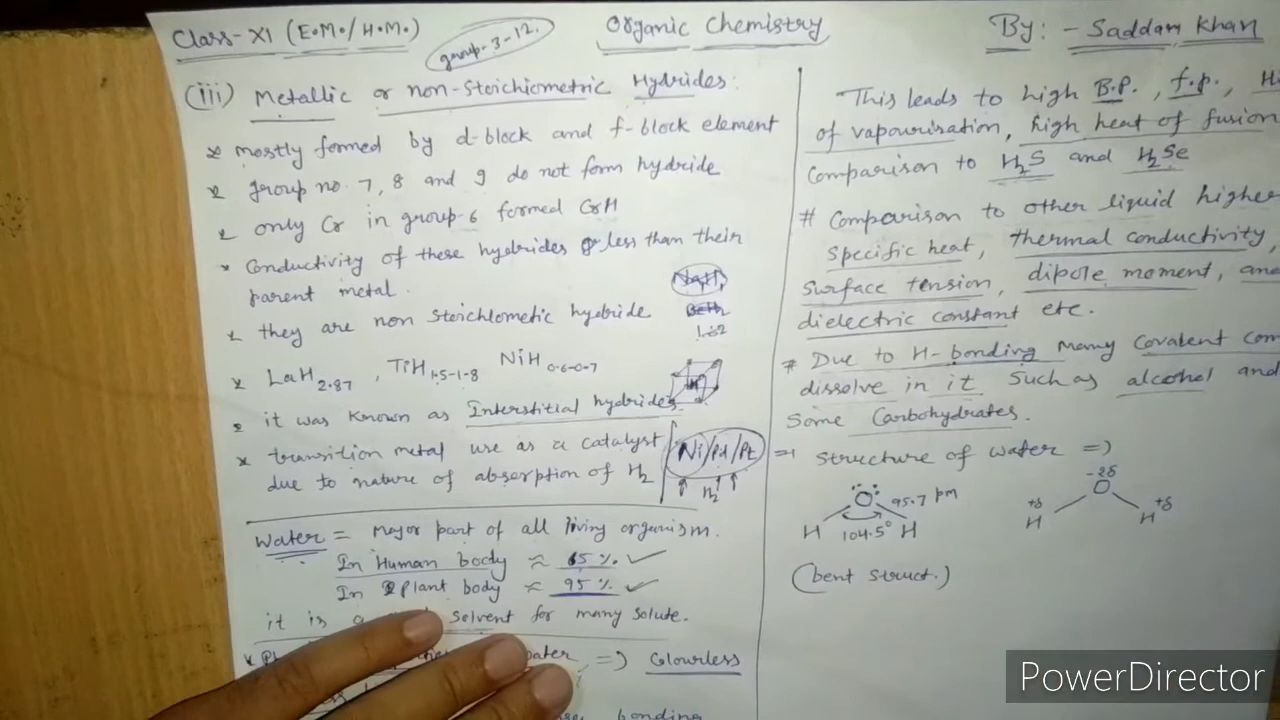 Class- XI (E.M./H.M.)
group-3-12.
Organic Chemistry
By: - Saddam Khan
(iii) Metallic or non-Stoichiometric Hydrides:
* mostly formed by d-block and f-block element
* group no. 7, 8 and 9 do not form hydride
* only Cr in group-6 formed CrH
* Conductivity of these hydrides less than their
parent metal.
* they are non Stoichiometic hydride
* LaH2.87, TiH1.5-1.8 NiH0.6-0.7
* it was known as Interstitial hydrides.
* transition metal use as a catalyst
due to nature of absorption of H2
Ni/Pd/Pt
H2
Water = Major part of all living organism.
In Human body ≈ 65%. ✓
In Plant body ≈ 95% ✓
it is a solvent for many solute.
water => Colourless
bonding
This leads to high B.P., f.p.,
of vapourisation, high heat of fusion
Comparison to H2S and H2Se
# Comparison to other liquid higher
Specific heat, thermal conductivity,
Surface tension, dipole moment, and
dielectric constant etc.
# Due to H-bonding many Covalent com
dissolve in it Such as alcohol and
Some Carbohydrates.
=> Structure of water =>
O 95.7 pm
H 104.5° H
(bent struct.)
-2δ
O
+δ +δ
H H
PowerDirector